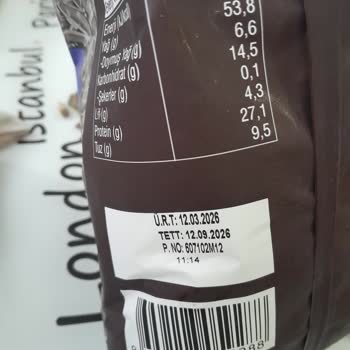 Istanbul
London
Enerji (kJ/kcal)
Yağ (g) 53,8
-Doymuş Yağ (g) 6,6
Karbonhidrat (g) 14,5
-Şekerler (g) 0,1
Lif (g) 4,3
Protein (g) 27,1
Tuz (g) 9,5
Ü.R.T: 12.03.2026
TETT: 12.09.2026
P. NO: 607102M12
11:14